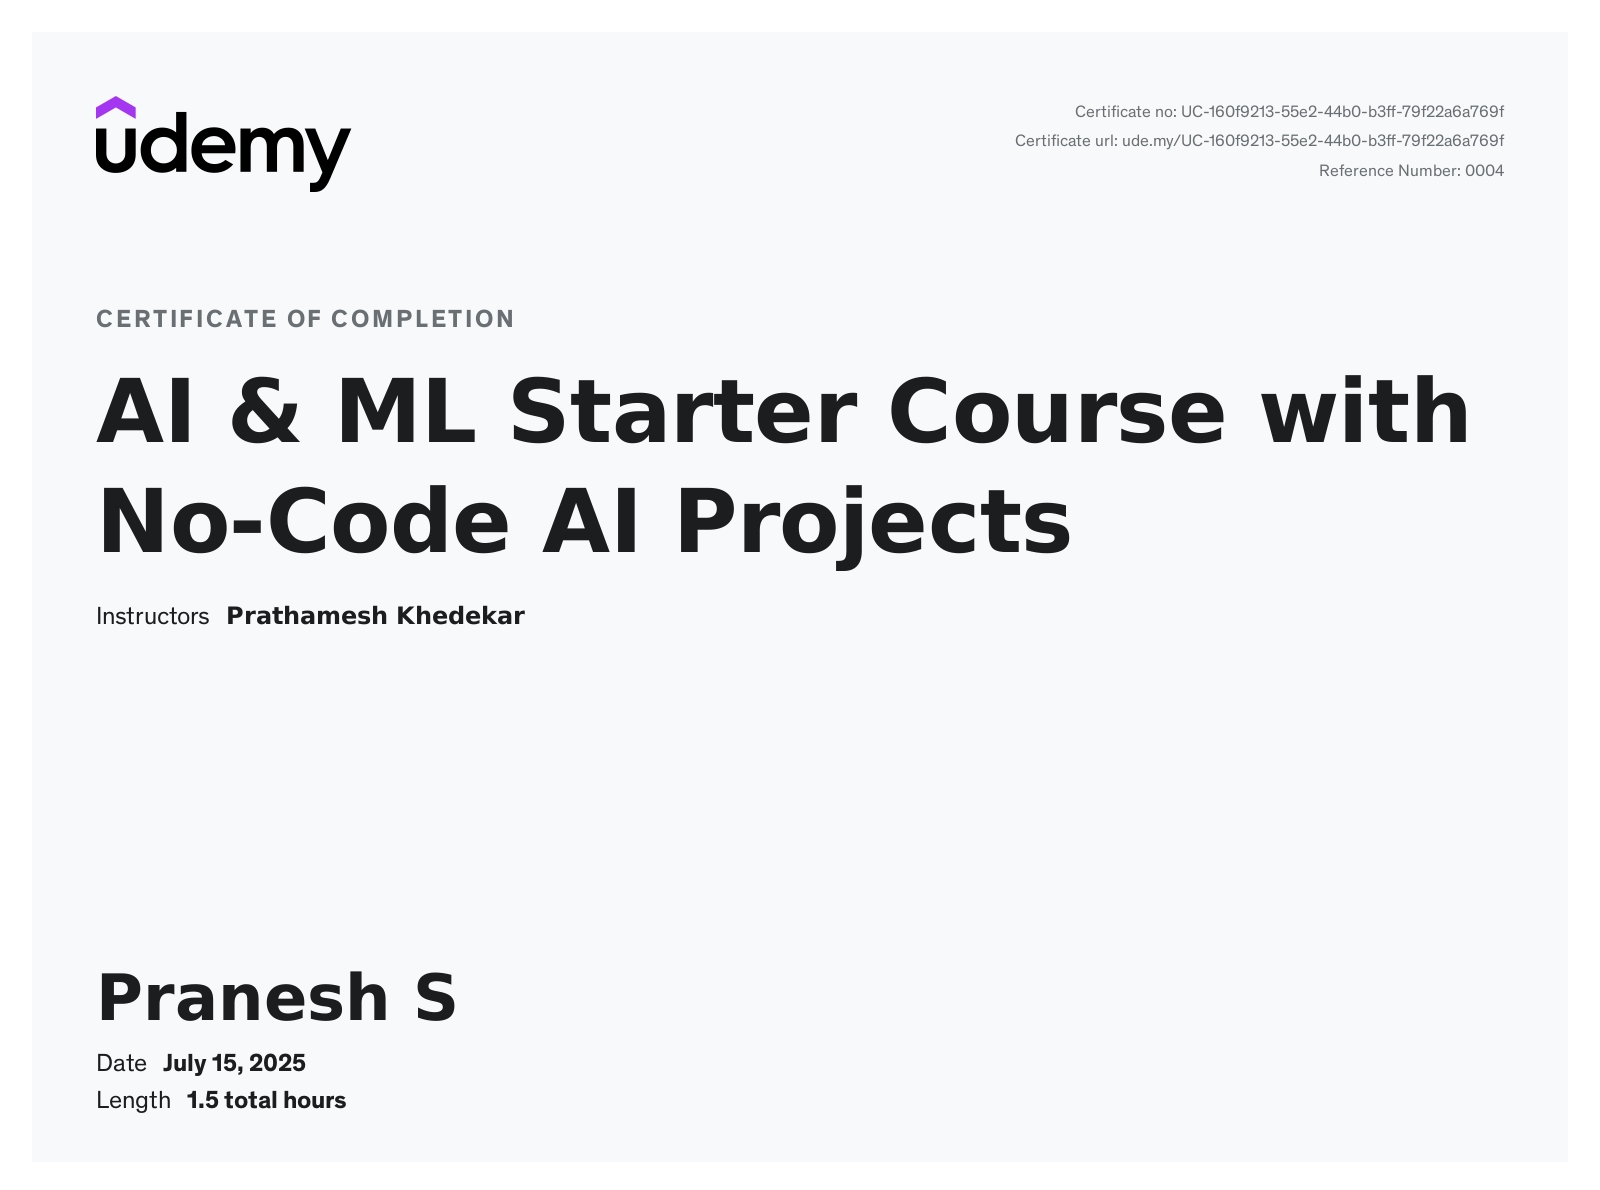 udemy
Certificate no: UC-160f9213-55e2-44b0-b3ff-79f22a6a769f
Certificate url: ude.my/UC-160f9213-55e2-44b0-b3ff-79f22a6a769f
Reference Number: 0004
CERTIFICATE OF COMPLETION
AI & ML Starter Course with
No-Code AI Projects
Instructors Prathamesh Khedekar
Pranesh S
Date July 15, 2025
Length 1.5 total hours